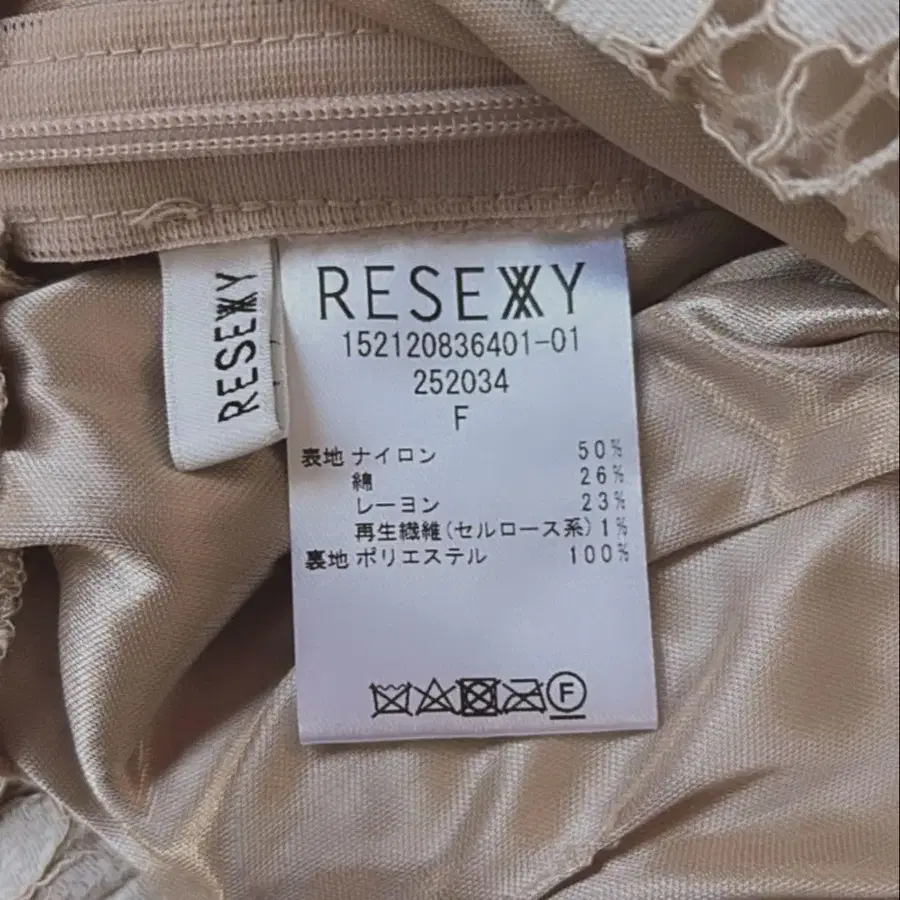 RESEXXY
RESEXXY
152120836401-01
252034
F
表地 ナイロン 50%
綿 26%
レーヨン 23%
再生繊維(セルロース系) 1%
裏地 ポリエステル 100%
F